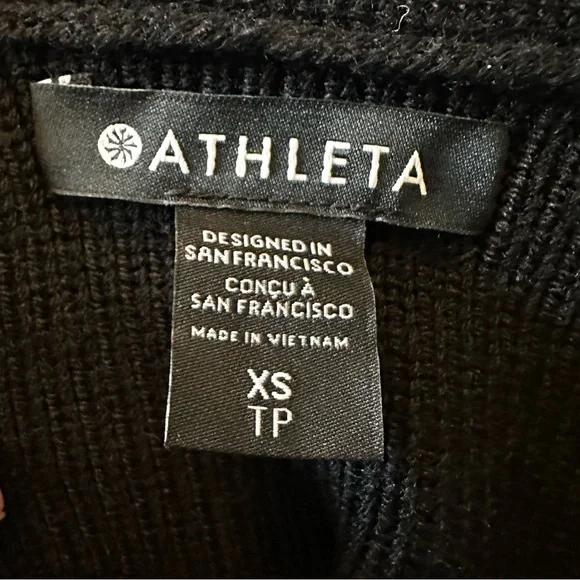 ATHLETA
DESIGNED IN
SAN FRANCISCO
CONÇU À
SAN FRANCISCO
MADE IN VIETNAM
XS
TP